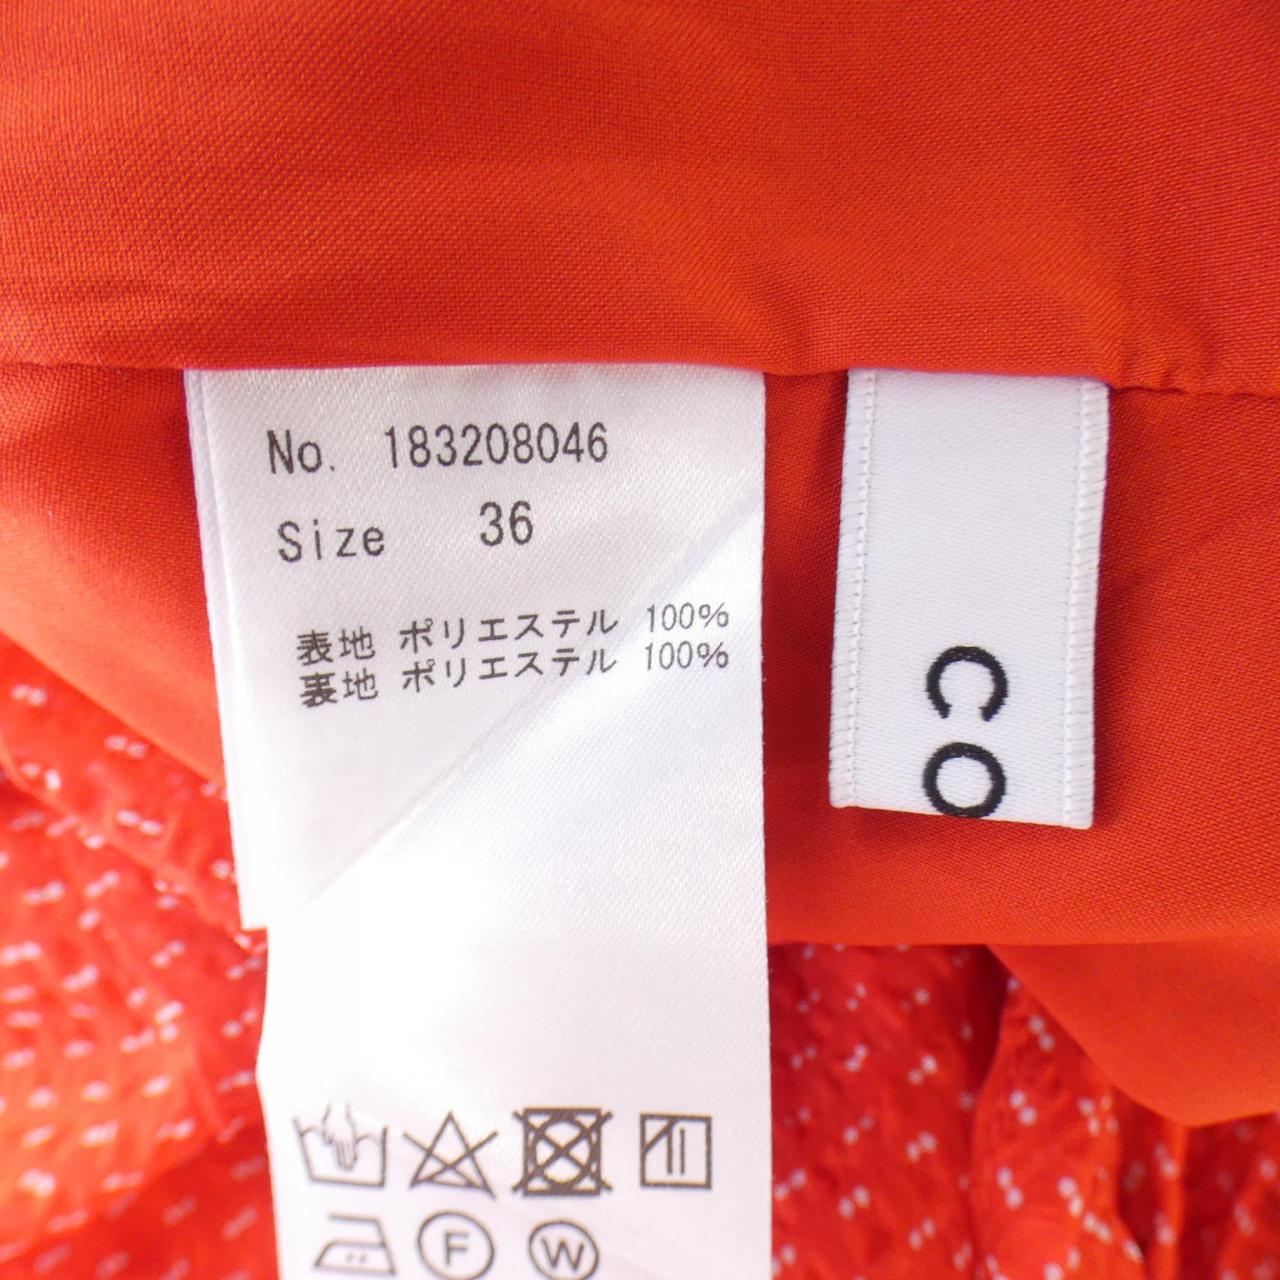 No. 183208046
Size 36
表地 ポリエステル 100%
裏地 ポリエステル 100%
F W
CO